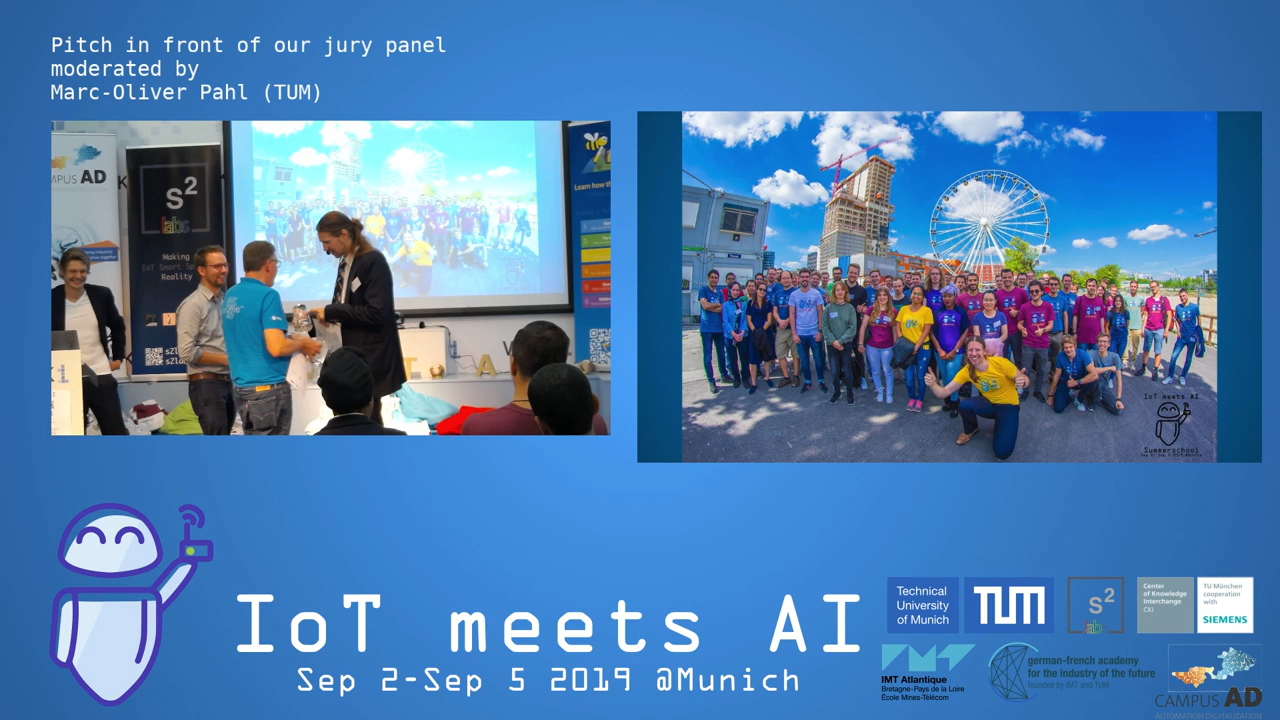 Pitch in front of our jury panel
moderated by
Marc-Oliver Pahl (TUM)
MPUS AD
S²
labs
Making
IoT Smart Sp
Reality
Learn how th
IoT meets AI
Summerschool
IoT meets AI
Sep 2-Sep 5 2019 @Munich
Technical
University
of Munich
TUM
S²
lab
Center
of Knowledge
Interchange
CKI
TU München
cooperation
with
SIEMENS
IMT Atlantique
Bretagne-Pays de la Loire
École Mines-Télécom
german-french academy
for the industry of the future
founded by IMT and TUM
CAMPUS AD
AUTOMATION DIGITALIZATION